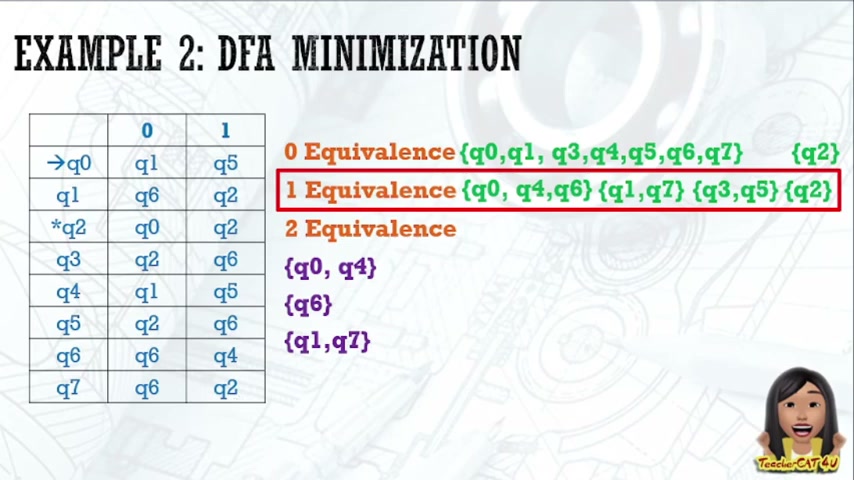 EXAMPLE 2: DFA MINIMIZATION
0 1
→q0 q1 q5
q1 q6 q2
*q2 q0 q2
q3 q2 q6
q4 q1 q5
q5 q2 q6
q6 q6 q4
q7 q6 q2
0 Equivalence {q0,q1, q3,q4,q5,q6,q7} {q2}
1 Equivalence {q0, q4,q6} {q1,q7} {q3,q5} {q2}
2 Equivalence
{q0, q4}
{q6}
{q1,q7}
TeacherCAT4U